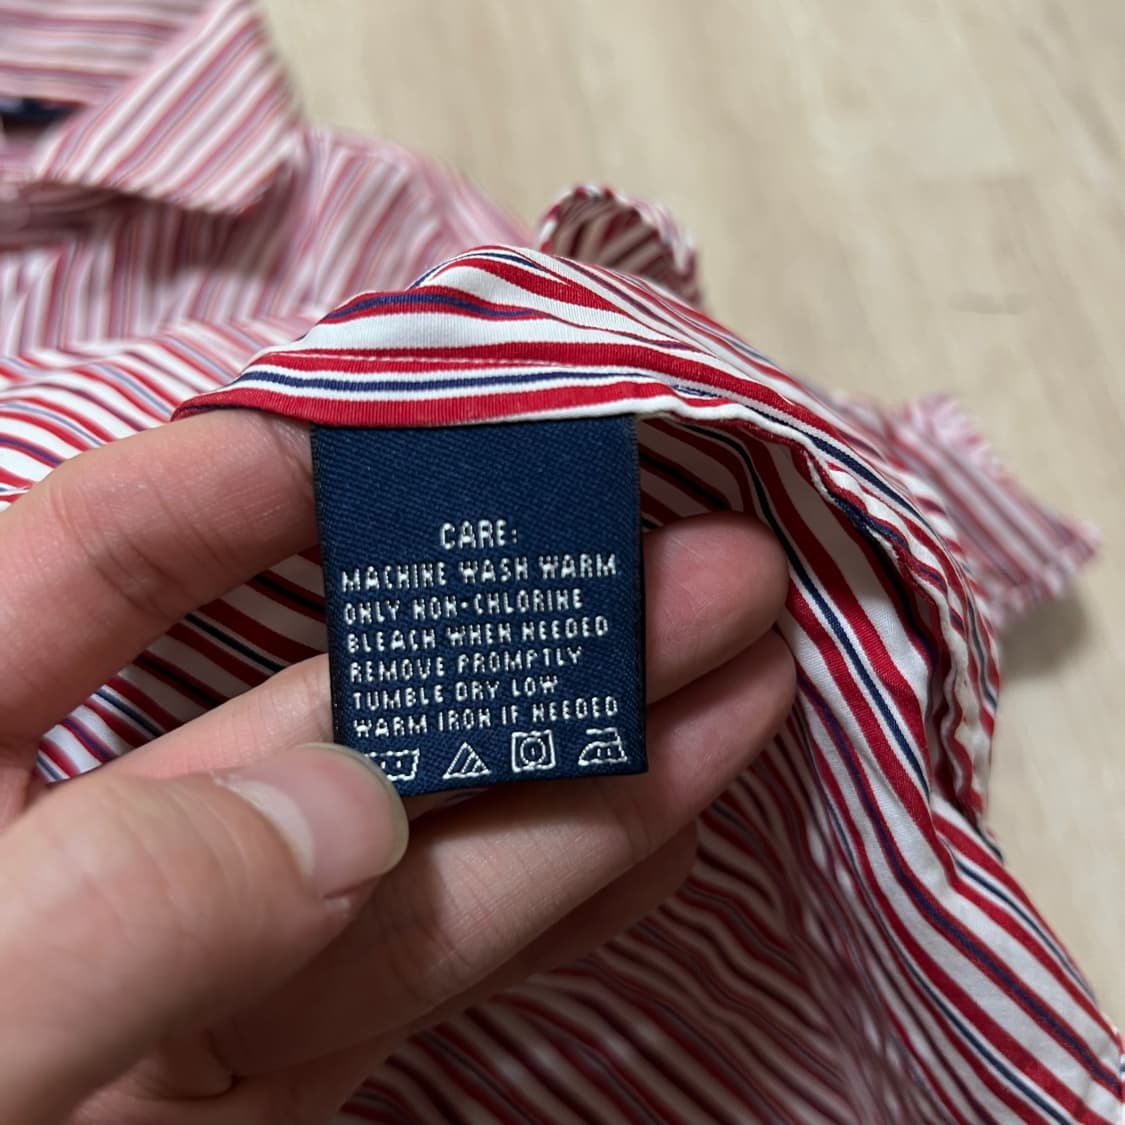 CARE:
MACHINE WASH WARM
ONLY NON-CHLORINE
BLEACH WHEN NEEDED
REMOVE PROMPTLY
TUMBLE DRY LOW
WARM IRON IF NEEDED